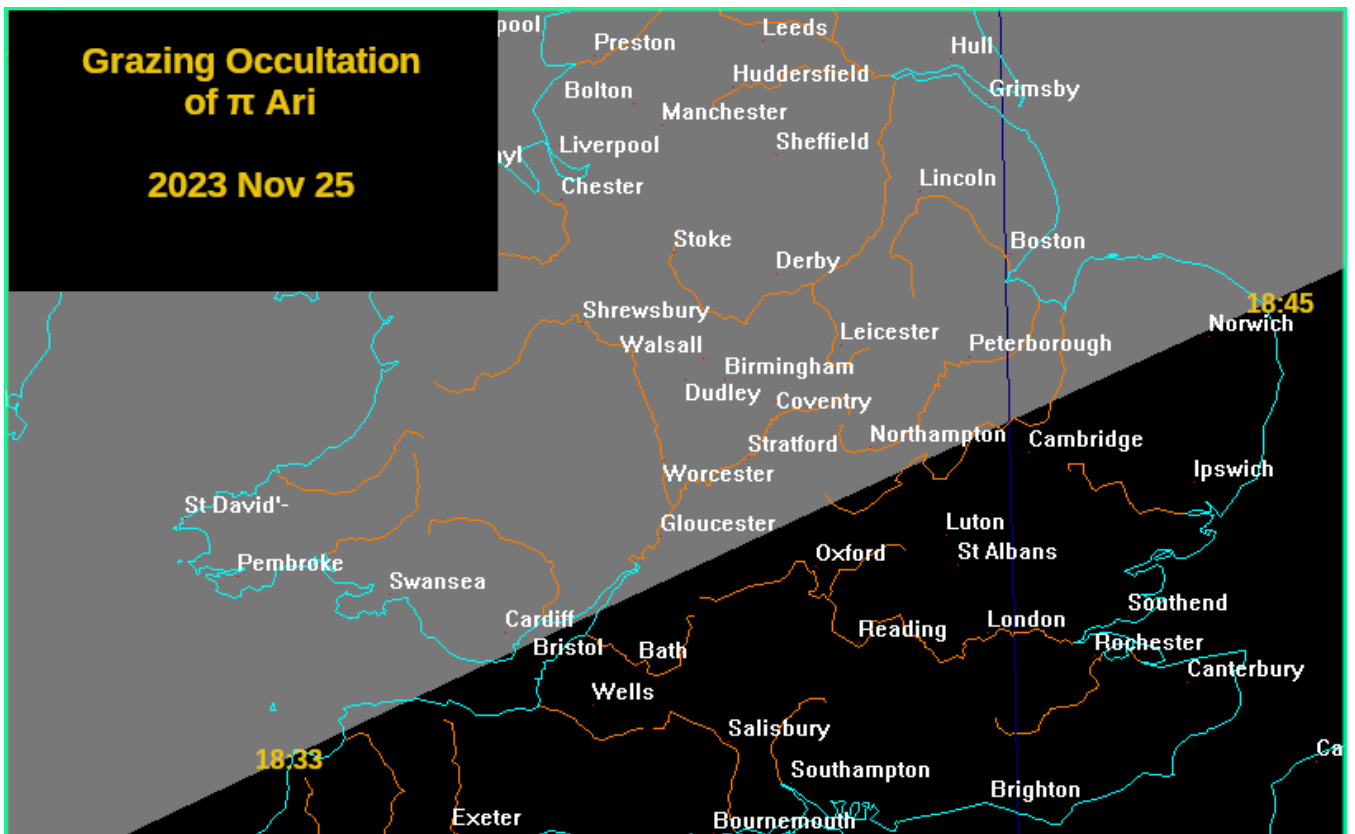 Grazing Occultation
of π Ari
2023 Nov 25
pool
Preston
Leeds
Hull
Bolton
Huddersfield
Grimsby
Manchester
Liverpool
Sheffield
yl
Chester
Lincoln
Stoke
Derby
Boston
18:45
Shrewsbury
Norwich
Walsall
Leicester
Peterborough
Birmingham
Dudley
Coventry
Stratford
Northampton
Cambridge
Worcester
Ipswich
St David'-
Gloucester
Luton
Pembroke
Oxford
St Albans
Swansea
Southend
Cardiff
Reading
London
Bristol
Bath
Rochester
Canterbury
Wells
Salisbury
18:33
Ca
Southampton
Brighton
Exeter
Bournemouth